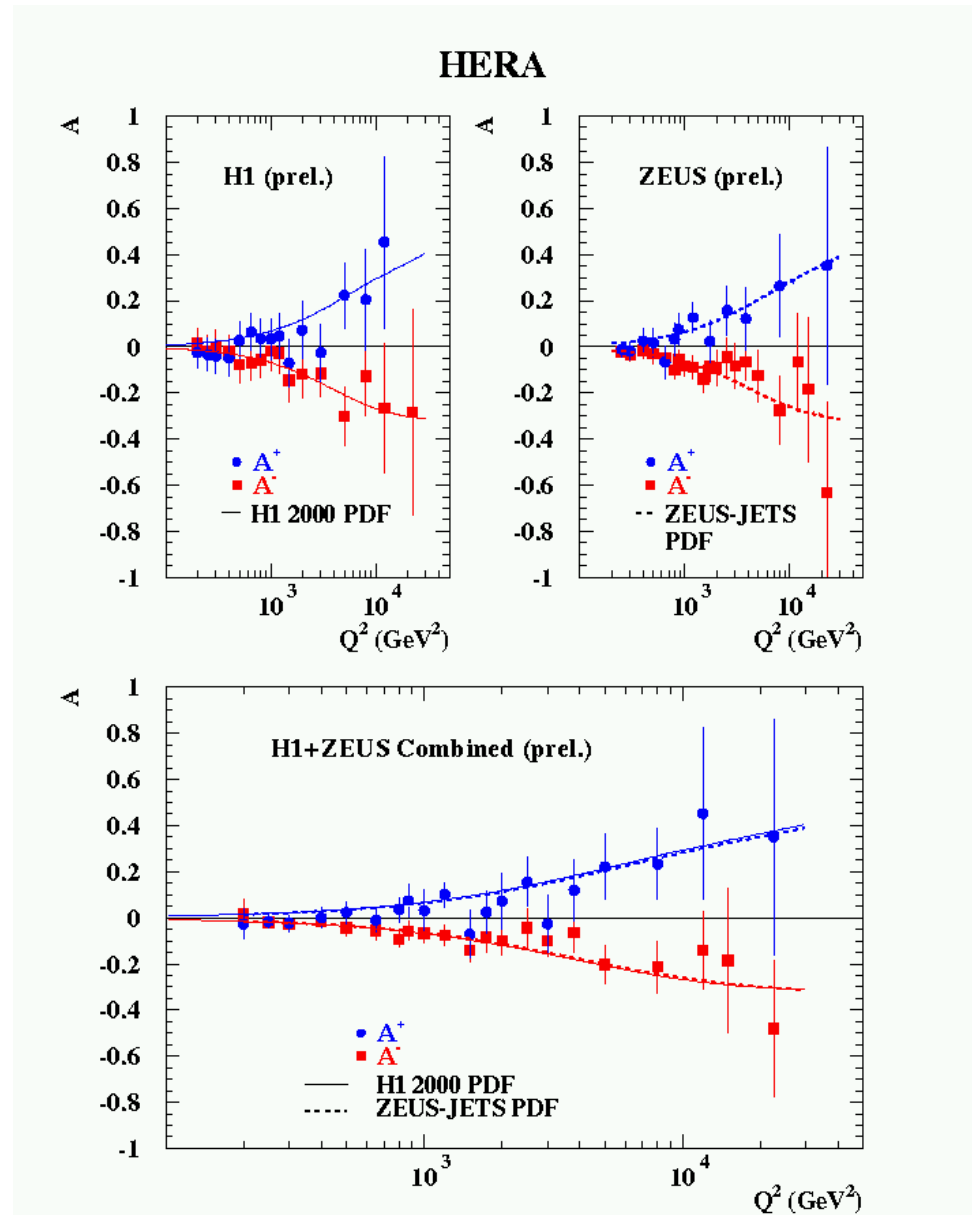 HERA
A
H1 (prel.)
1
0.8
0.6
0.4
0.2
0
-0.2
-0.4
-0.6
-0.8
-1
A⁺
A⁻
H1 2000 PDF
10³
10⁴
Q² (GeV²)
A
ZEUS (prel.)
1
0.8
0.6
0.4
0.2
0
-0.2
-0.4
-0.6
-0.8
-1
A⁺
A⁻
ZEUS-JETS
PDF
10³
10⁴
Q² (GeV²)
A
H1+ZEUS Combined (prel.)
1
0.8
0.6
0.4
0.2
0
-0.2
-0.4
-0.6
-0.8
-1
A⁺
A⁻
H1 2000 PDF
ZEUS-JETS PDF
10³
10⁴
Q² (GeV²)